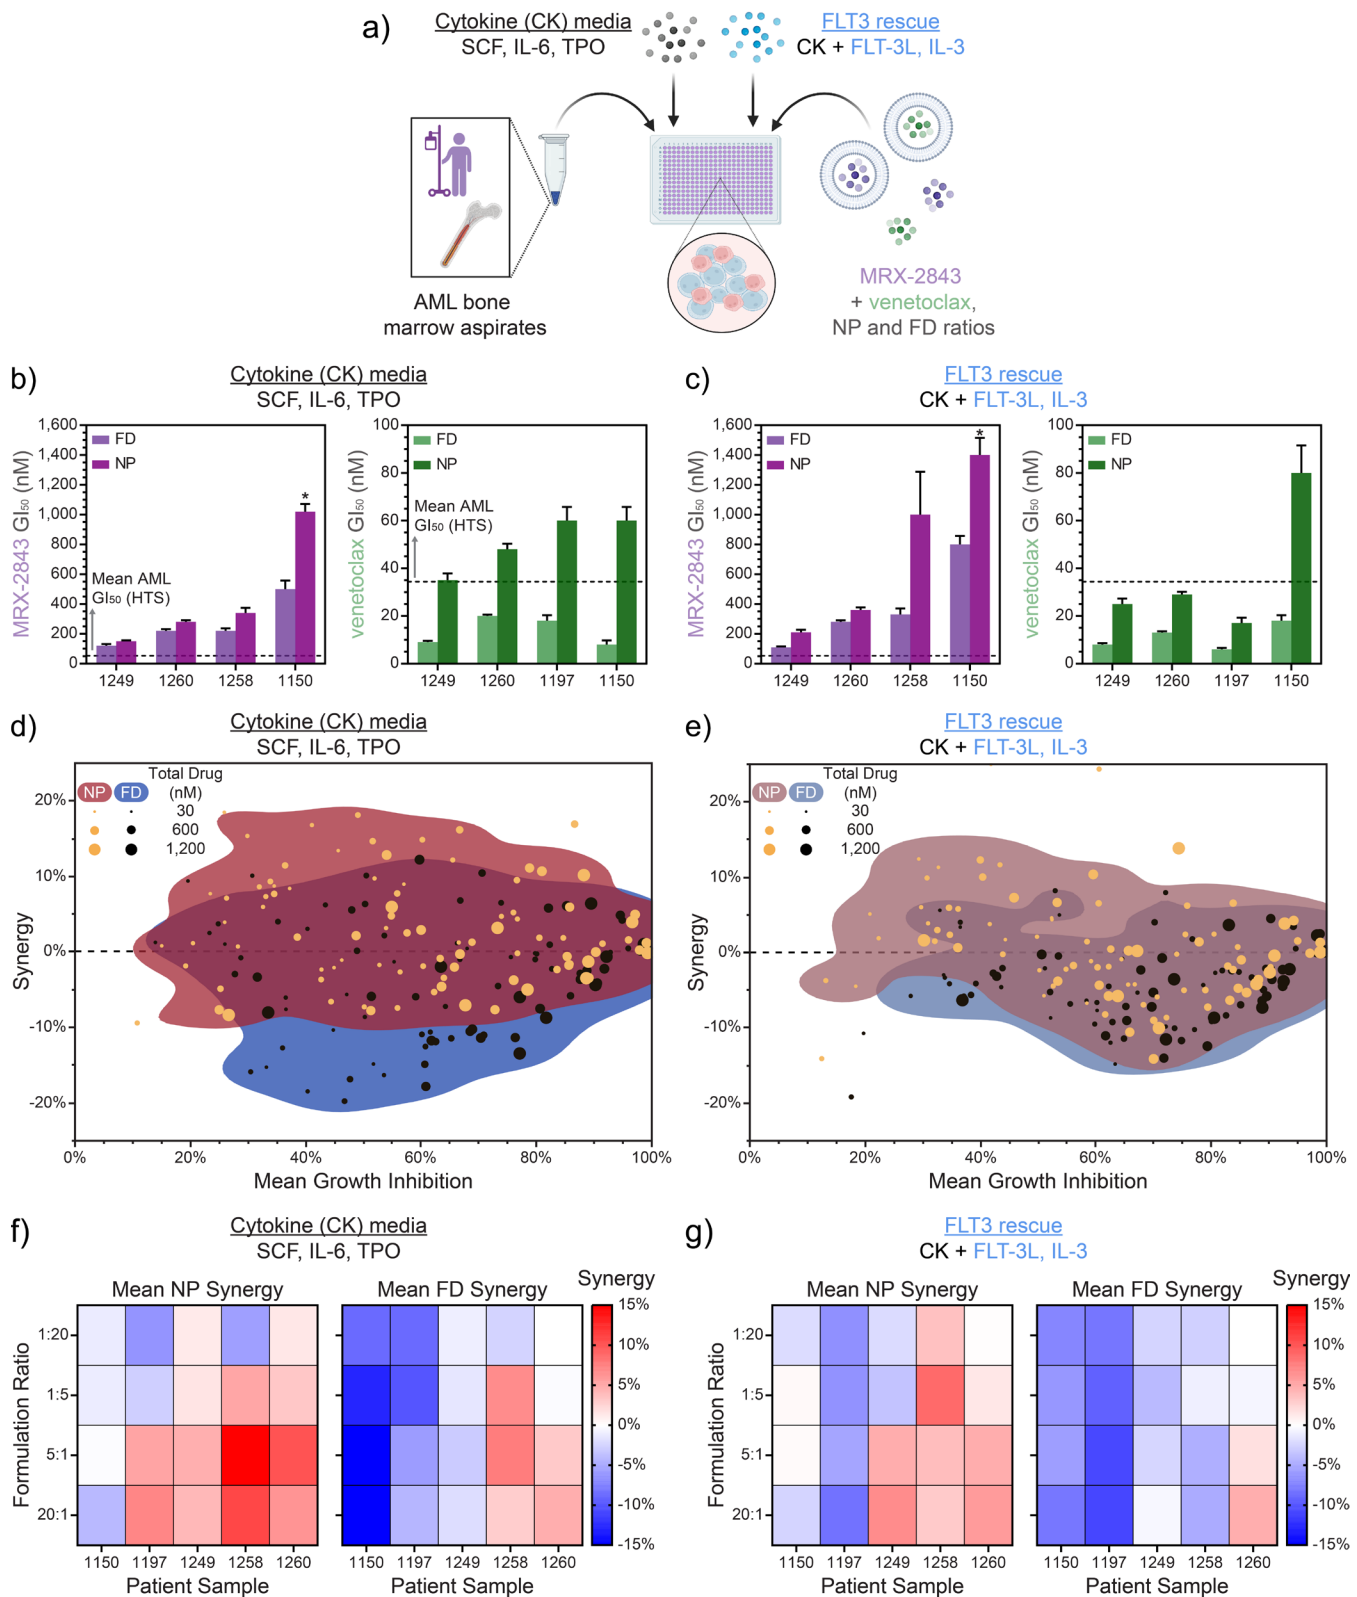 a)
Cytokine (CK) media
SCF, IL-6, TPO
FLT3 rescue
CK + FLT-3L, IL-3
AML bone
marrow aspirates
MRX-2843
+ venetoclax,
NP and FD ratios
b)
Cytokine (CK) media
SCF, IL-6, TPO
MRX-2843 GI50 (nM)
1,600
1,400
1,200
1,000
800
600
400
200
0
FD
NP
Mean AML
GI50 (HTS)
*
1249
1260
1258
1150
venetoclax GI50 (nM)
100
80
60
40
20
0
FD
NP
Mean AML
GI50 (HTS)
1249
1260
1197
1150
c)
FLT3 rescue
CK + FLT-3L, IL-3
MRX-2843 GI50 (nM)
1,600
1,400
1,200
1,000
800
600
400
200
0
FD
NP
*
1249
1260
1258
1150
venetoclax GI50 (nM)
100
80
60
40
20
0
FD
NP
1249
1260
1197
1150
d)
Cytokine (CK) media
SCF, IL-6, TPO
Synergy
20%
10%
0%
-10%
-20%
Total Drug
NP FD (nM)
30
600
1,200
0%
20%
40%
60%
80%
100%
Mean Growth Inhibition
e)
FLT3 rescue
CK + FLT-3L, IL-3
Synergy
20%
10%
0%
-10%
-20%
Total Drug
NP FD (nM)
30
600
1,200
0%
20%
40%
60%
80%
100%
Mean Growth Inhibition
f)
Cytokine (CK) media
SCF, IL-6, TPO
Mean NP Synergy
Mean FD Synergy
Synergy
Formulation Ratio
1:20
1:5
5:1
20:1
1150
1197
1249
1258
1260
1150
1197
1249
1258
1260
Patient Sample
Patient Sample
15%
10%
5%
0%
-5%
-10%
-15%
g)
FLT3 rescue
CK + FLT-3L, IL-3
Mean NP Synergy
Mean FD Synergy
Synergy
Formulation Ratio
1:20
1:5
5:1
20:1
1150
1197
1249
1258
1260
1150
1197
1249
1258
1260
Patient Sample
Patient Sample
15%
10%
5%
0%
-5%
-10%
-15%